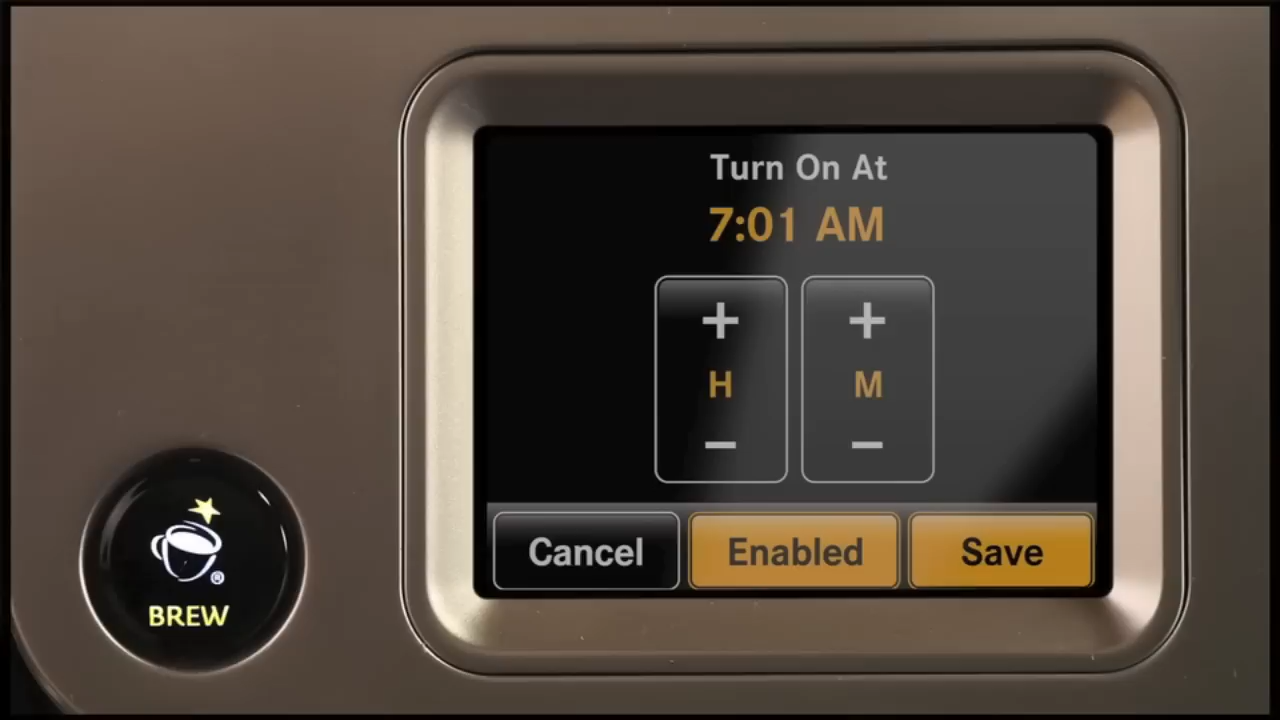 Turn On At
7:01 AM
+ +
H M
− −
Cancel Enabled Save
®
BREW